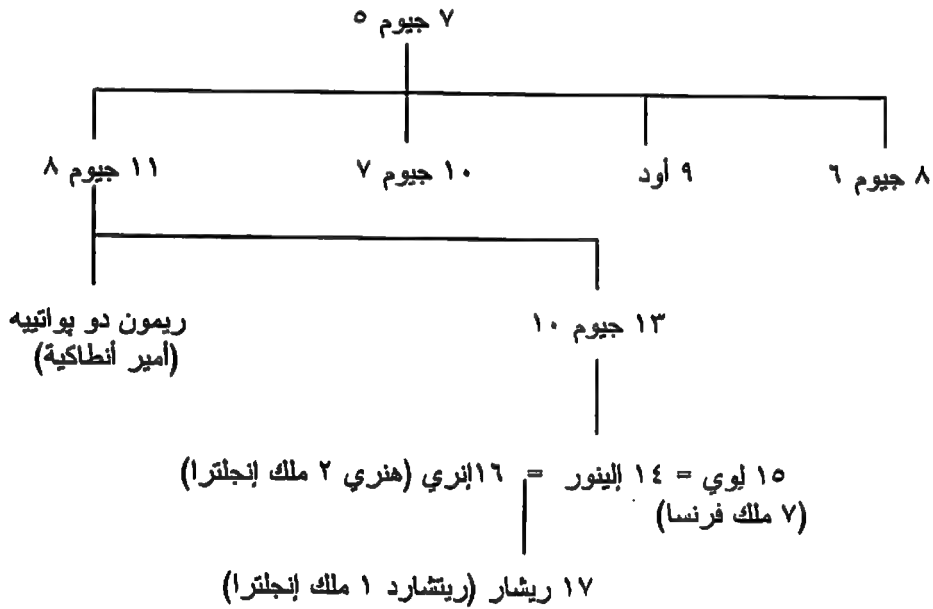 ٧ جيوم ٥
٨ جيوم ٦
٩ أود
١٠ جيوم ٧
١١ جيوم ٨
١٣ جيوم ١٠
ريمون دو پواتييه
(أمير أنطاكية)
١٥ لوي = ١٤ إلينور = ١٦إنري (هنري ٢ ملك إنجلترا)
(٧ ملك فرنسا)
١٧ ريشار (ريتشارد ١ ملك إنجلترا)